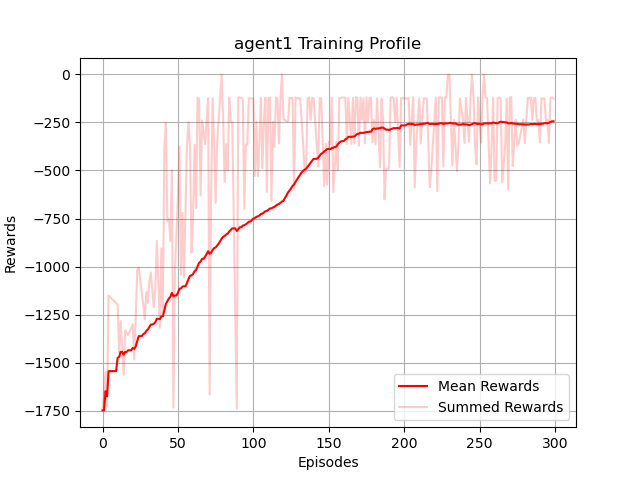 agent1 Training Profile
0
−250
−500
−750
−1000
−1250
−1500
−1750
Rewards
0 50 100 150 200 250 300
Episodes
Mean Rewards
Summed Rewards